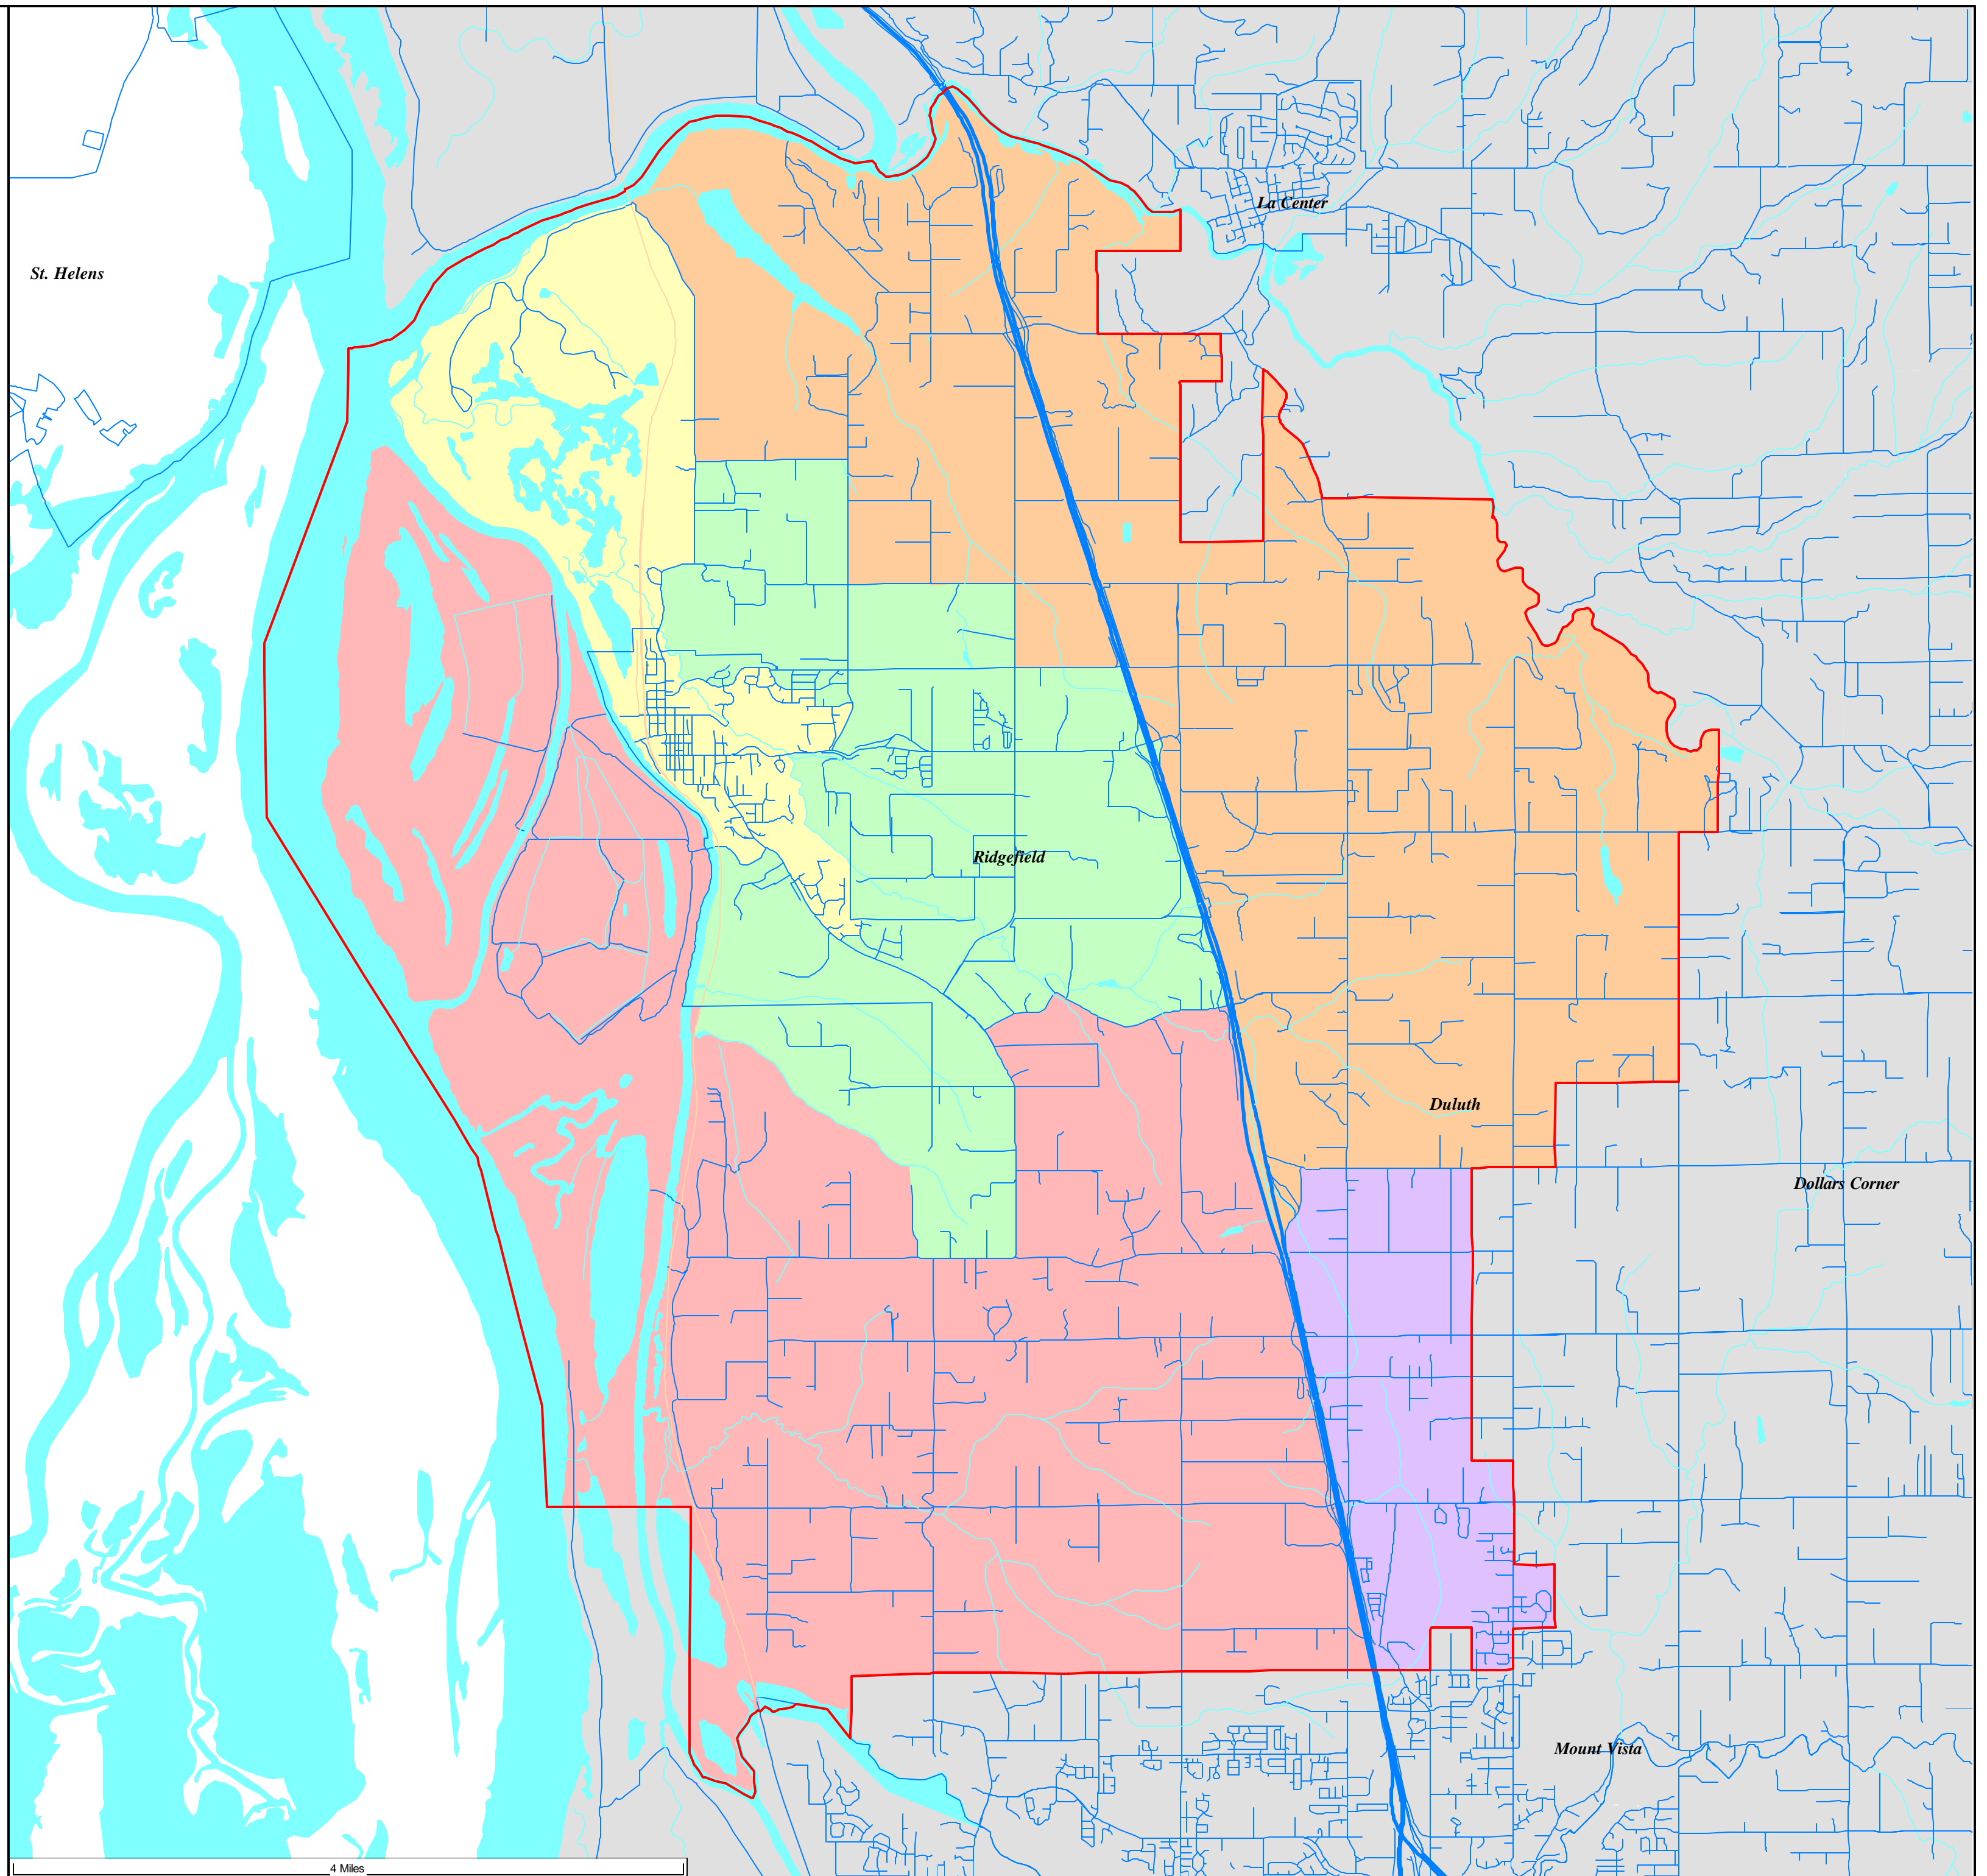 La Center
St. Helens
Ridgefield
Duluth
Dollars Corner
Mount Vista
4 Miles